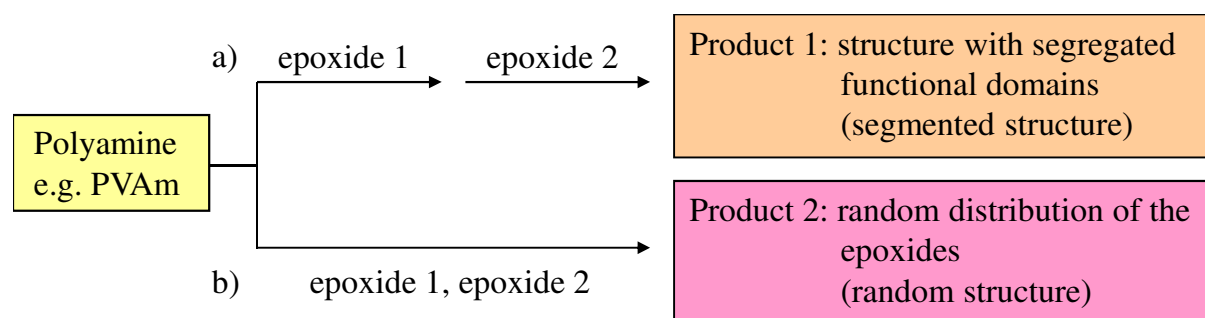 a)
epoxide 1
epoxide 2
Product 1: structure with segregated
functional domains
(segmented structure)
Polyamine
e.g. PVAm
Product 2: random distribution of the
epoxides
(random structure)
b)
epoxide 1, epoxide 2